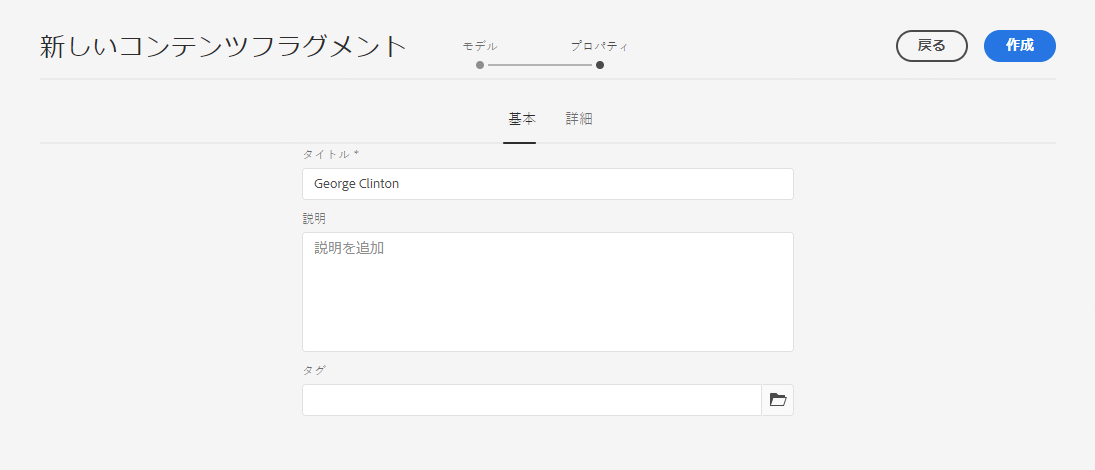 新しいコンテンツフラグメント
モデル
プロパティ
戻る
作成
基本
詳細
タイトル *
George Clinton
説明
説明を追加
タグ